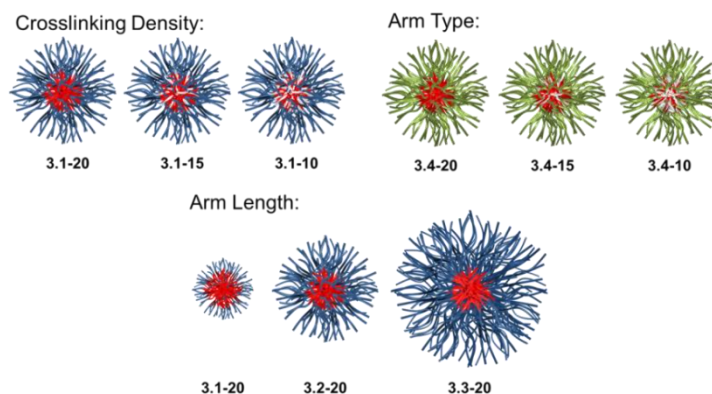 Crosslinking Density:
3.1-20 3.1-15 3.1-10
Arm Type:
3.4-20 3.4-15 3.4-10
Arm Length:
3.1-20 3.2-20 3.3-20